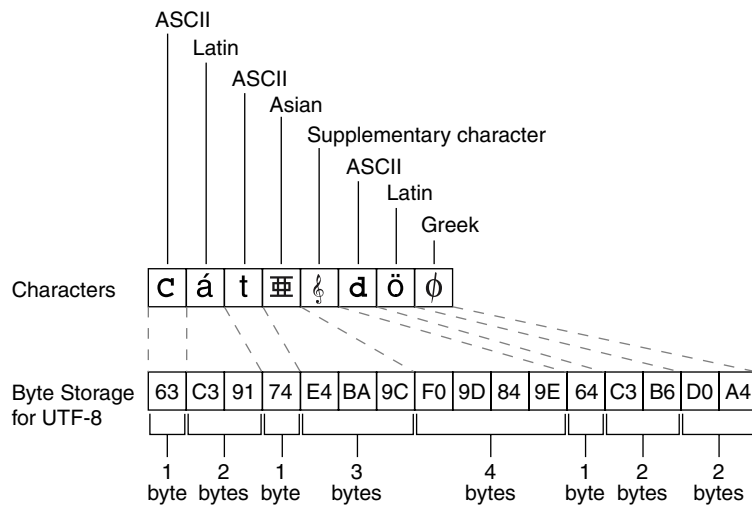 ASCII
Latin
ASCII
Asian
Supplementary character
ASCII
Latin
Greek
Characters c á t 亜 𝄞 d ö ϕ
Byte Storage for UTF-8 63 C3 91 74 E4 BA 9C F0 9D 84 9E 64 C3 B6 D0 A4
1 byte 2 bytes 1 byte 3 bytes 4 bytes 1 byte 2 bytes 2 bytes